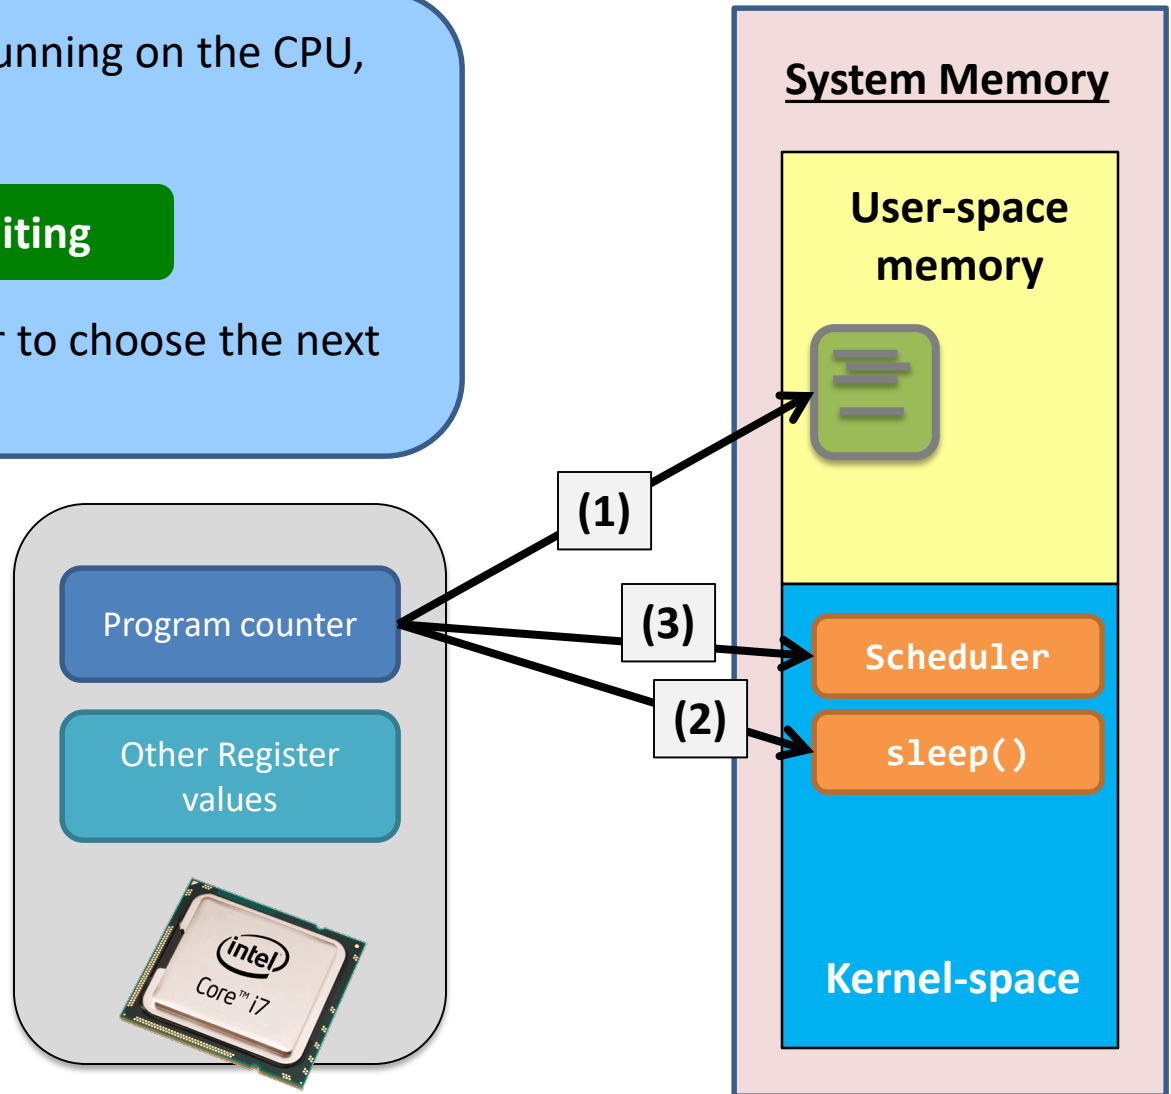 unning on the CPU,
iting
r to choose the next
System Memory
User-space
memory
(1)
Program counter
(3)
Scheduler
(2)
sleep()
Other Register
values
intel
Core™ i7
Kernel-space